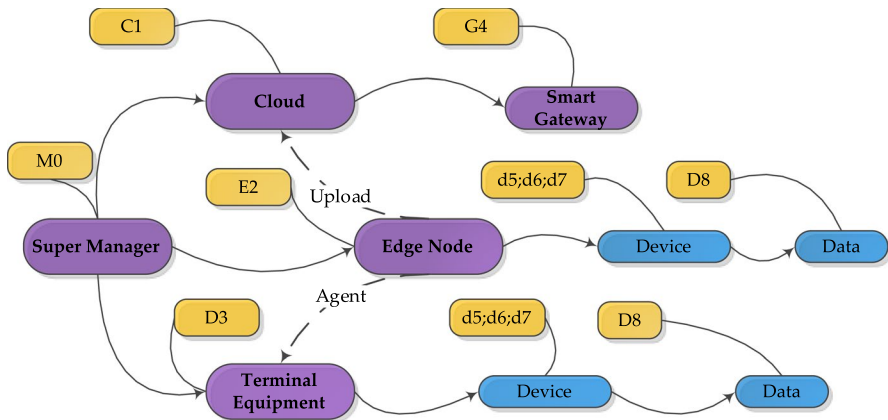 C1
G4
Cloud
Smart
Gateway
M0
E2
Upload
d5;d6;d7
D8
Super Manager
Edge Node
Device
Data
Agent
D3
d5;d6;d7
D8
Terminal
Equipment
Device
Data